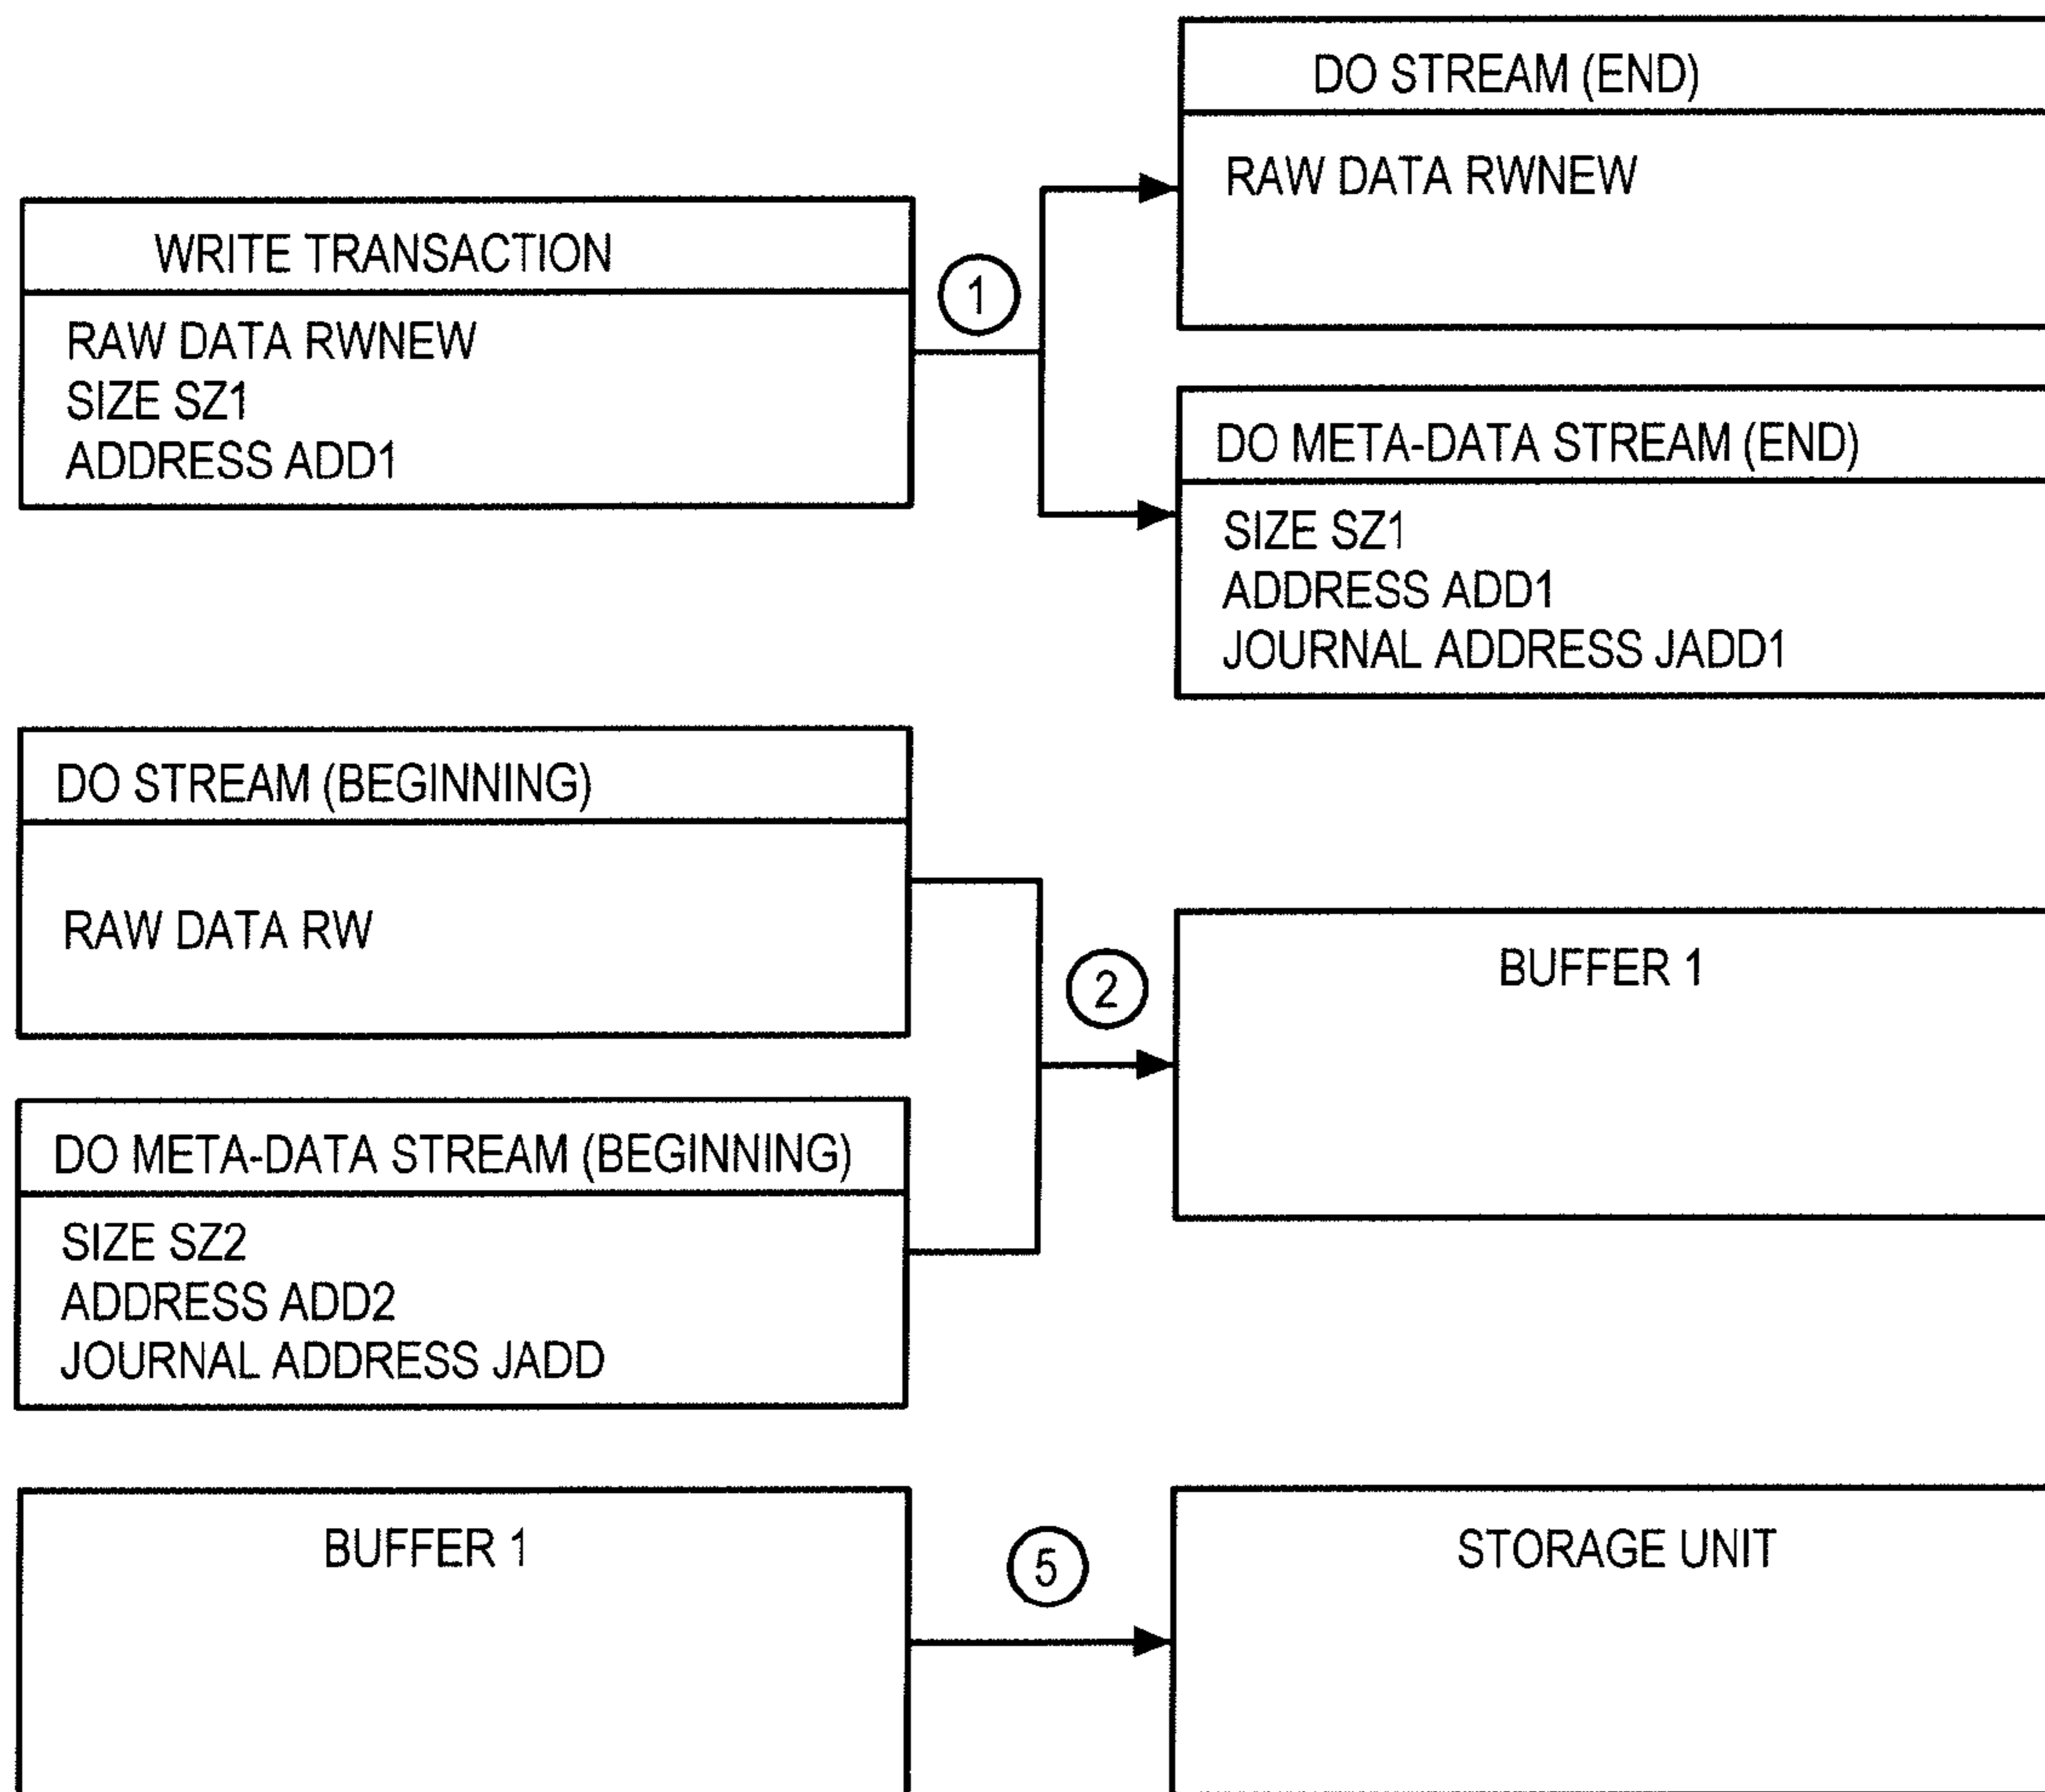 WRITE TRANSACTION
RAW DATA RWNEW
SIZE SZ1
ADDRESS ADD1
1
DO STREAM (END)
RAW DATA RWNEW
DO META-DATA STREAM (END)
SIZE SZ1
ADDRESS ADD1
JOURNAL ADDRESS JADD1
DO STREAM (BEGINNING)
RAW DATA RW
DO META-DATA STREAM (BEGINNING)
SIZE SZ2
ADDRESS ADD2
JOURNAL ADDRESS JADD
2
BUFFER 1
BUFFER 1
5
STORAGE UNIT